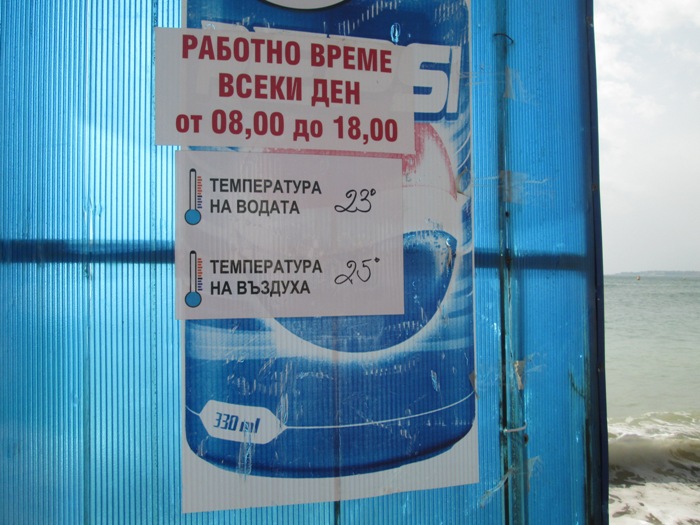 РАБОТНО ВРЕМЕ
ВСЕКИ ДЕН
от 08,00 до 18,00
ТЕМПЕРАТУРА
НА ВОДАТА 23°
ТЕМПЕРАТУРА
НА ВЪЗДУХА 25°
330 ml